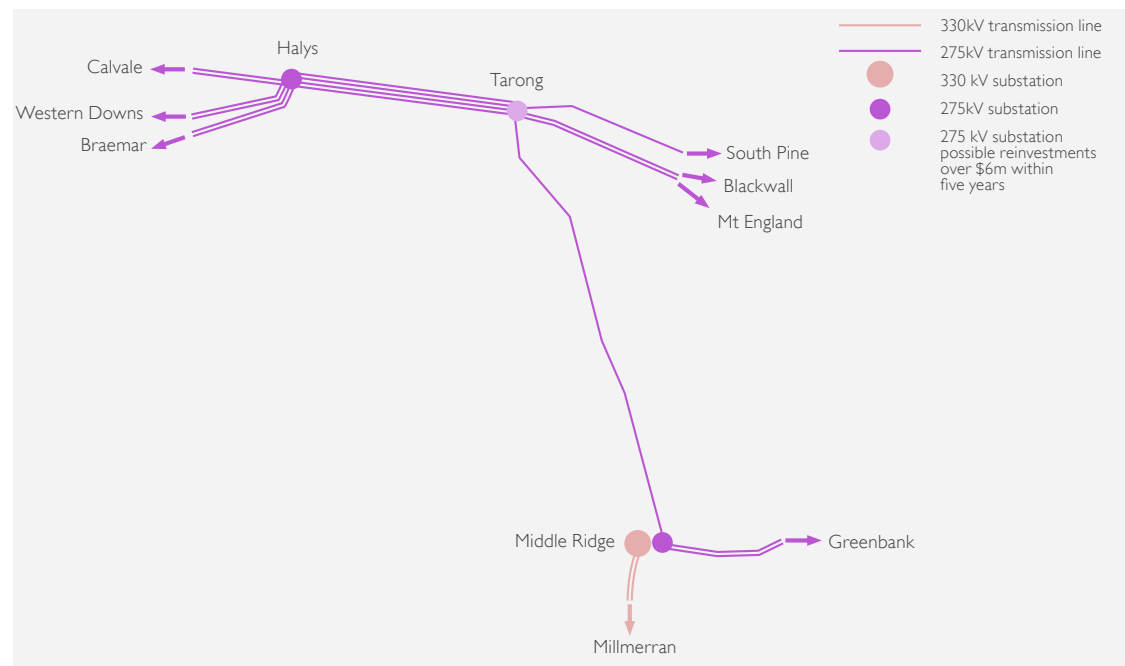 330kV transmission line
275kV transmission line
330 kV substation
275kV substation
275 kV substation
possible reinvestments
over $6m within
five years
Halys
Calvale
Tarong
Western Downs
Braemar
South Pine
Blackwall
Mt England
Middle Ridge
Greenbank
Millmerran